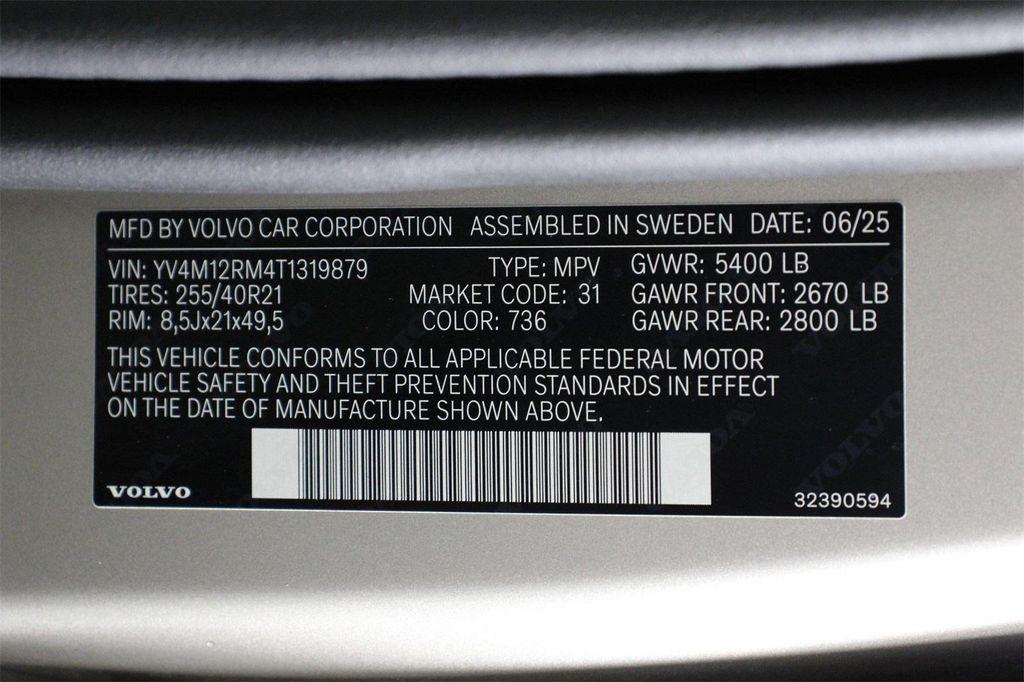 MFD BY VOLVO CAR CORPORATION ASSEMBLED IN SWEDEN DATE: 06/25
VIN: YV4M12RM4T1319879 TYPE: MPV GVWR: 5400 LB
TIRES: 255/40R21 MARKET CODE: 31 GAWR FRONT: 2670 LB
RIM: 8,5Jx21x49,5 COLOR: 736 GAWR REAR: 2800 LB
THIS VEHICLE CONFORMS TO ALL APPLICABLE FEDERAL MOTOR
VEHICLE SAFETY AND THEFT PREVENTION STANDARDS IN EFFECT
ON THE DATE OF MANUFACTURE SHOWN ABOVE.
VOLVO 32390594